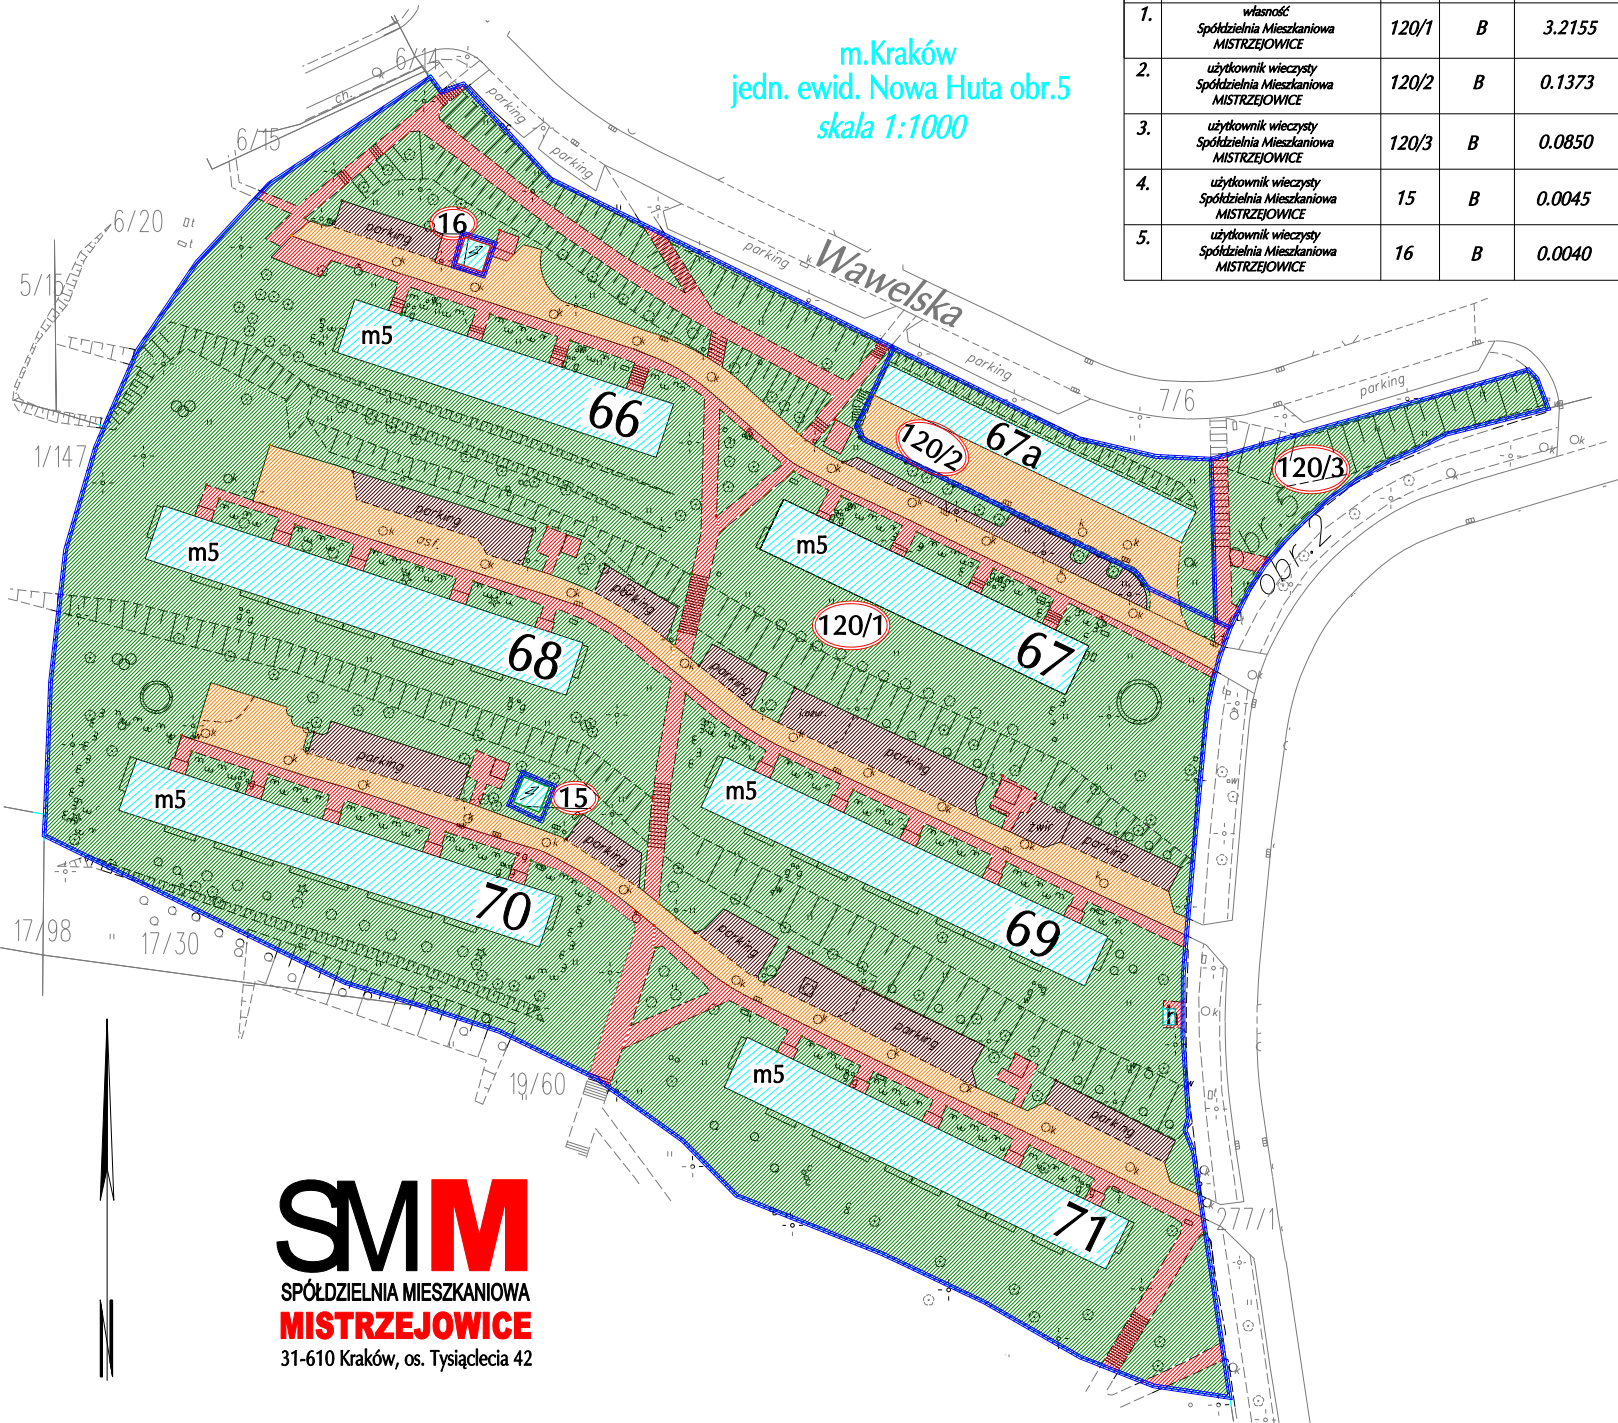 1.
własność
Spółdzielnia Mieszkaniowa
MISTRZEJOWICE
120/1
B
3.2155
2.
użytkownik wieczysty
Spółdzielnia Mieszkaniowa
MISTRZEJOWICE
120/2
B
0.1373
3.
użytkownik wieczysty
Spółdzielnia Mieszkaniowa
MISTRZEJOWICE
120/3
B
0.0850
4.
użytkownik wieczysty
Spółdzielnia Mieszkaniowa
MISTRZEJOWICE
15
B
0.0045
5.
użytkownik wieczysty
Spółdzielnia Mieszkaniowa
MISTRZEJOWICE
16
B
0.0040
m.Kraków
jedn. ewid. Nowa Huta obr.5
skala 1:1000
6/14
ch.
parking
6/15
parking
6/20
16
parking
parking
Wawelska
5/15
m5
66
parking
7/6
parking
1/147
120/2
67a
120/3
parking
asf.
m5
m5
obr.2
parking
120/1
68
67
parking
parking
parking
m5
15
m5
żwir
parking
parking
70
69
17/98
17/30
parking
parking
h
19/60
m5
parking
71
277/1
SMM
SPÓŁDZIELNIA MIESZKANIOWA
MISTRZEJOWICE
31-610 Kraków, os. Tysiąclecia 42
N